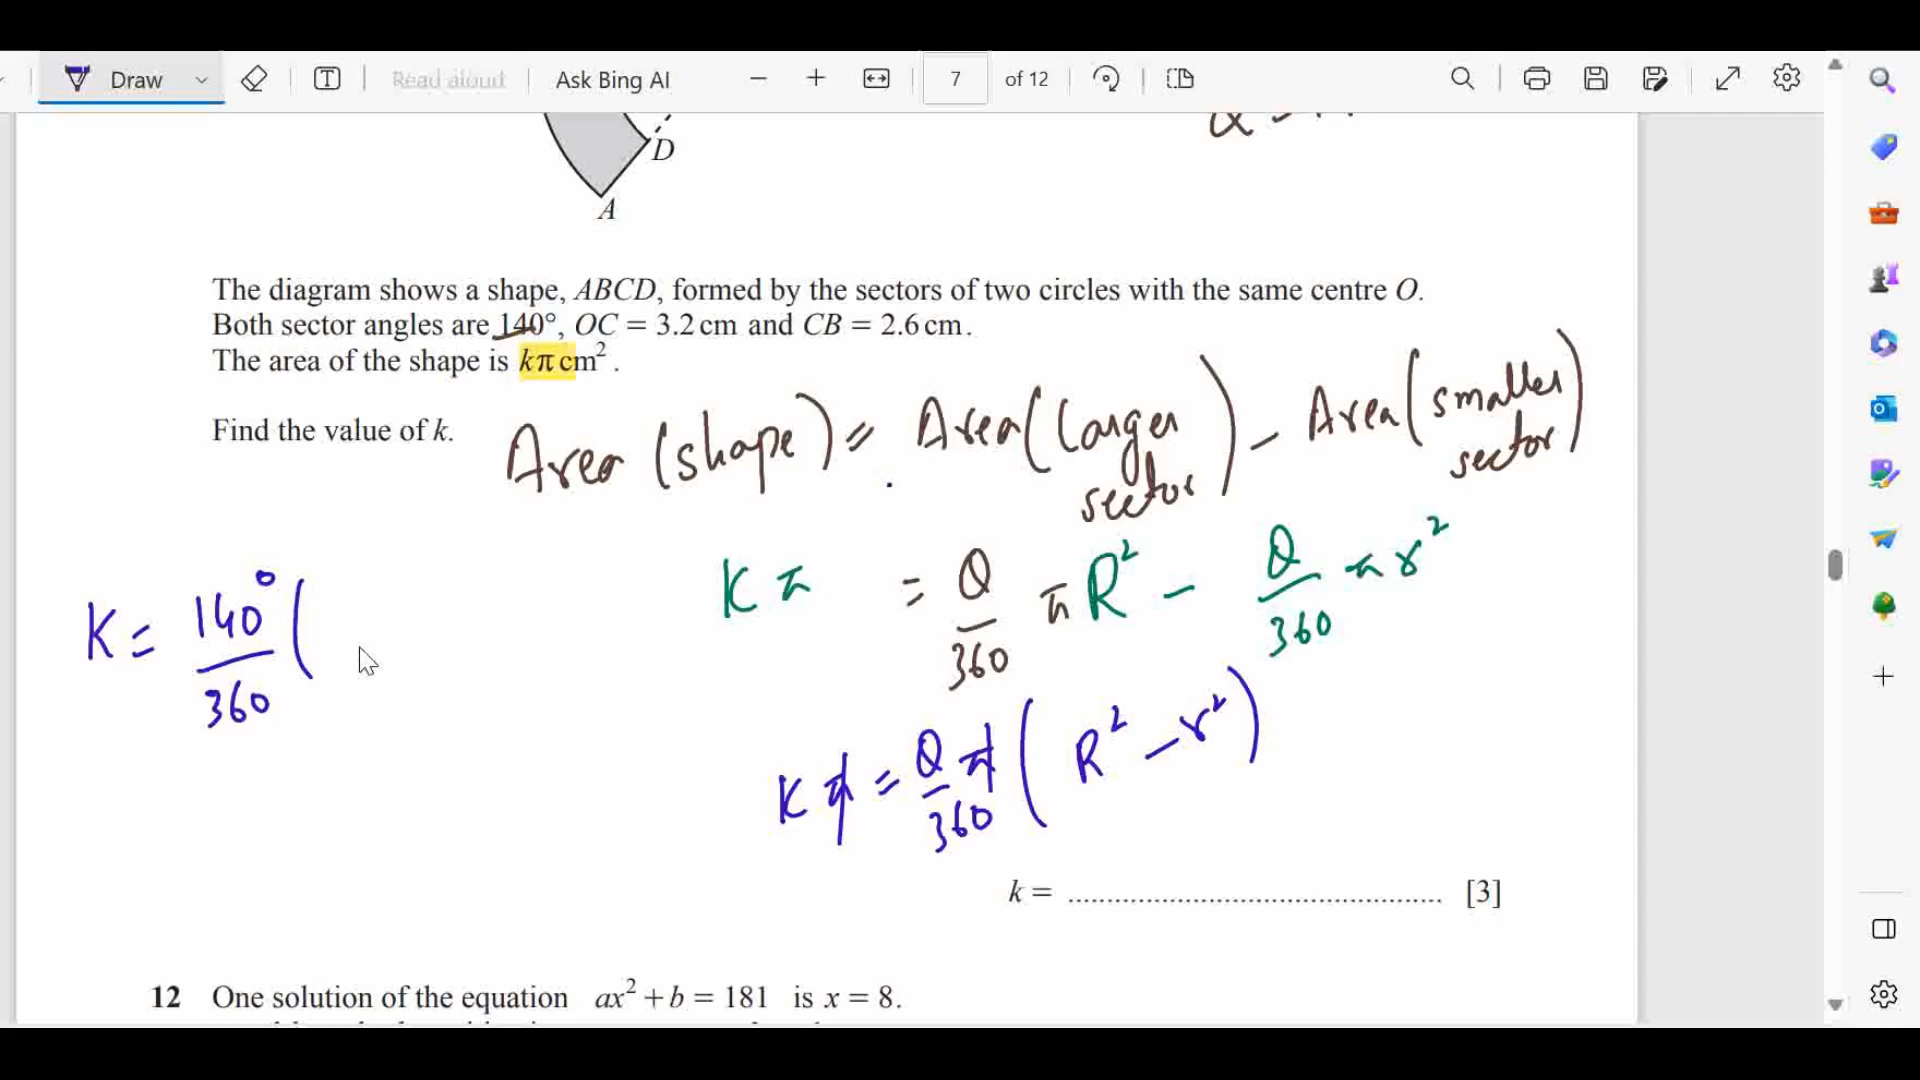 Draw
Read aloud
Ask Bing AI
7 of 12
D
A
The diagram shows a shape, ABCD, formed by the sectors of two circles with the same centre O.
Both sector angles are 140°, OC = 3.2 cm and CB = 2.6 cm.
The area of the shape is kπ cm².
Find the value of k.
Area (shape) = Area (larger sector) – Area (smaller sector)
Kπ = θ/360 πR² – θ/360 πr²
K = 140°/360 (
Kπ = θ/360 π (R² – r²)
k = ................................................ [3]
12 One solution of the equation ax² + b = 181 is x = 8.